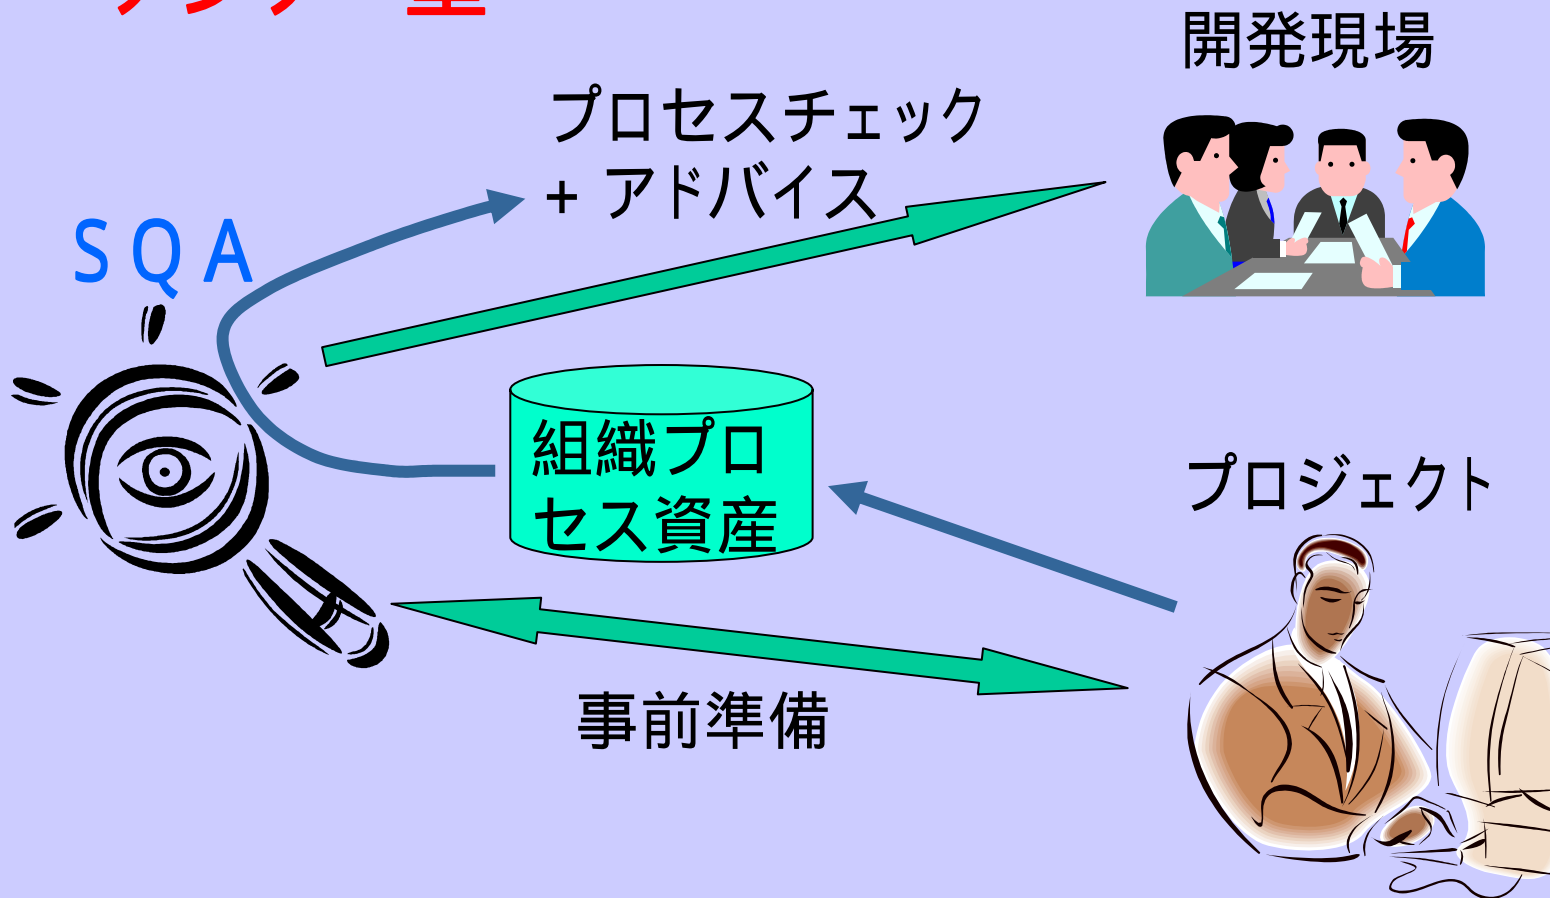 開発現場
プロセスチェック
+ アドバイス
SQA
組織プロ
セス資産
プロジェクト
事前準備